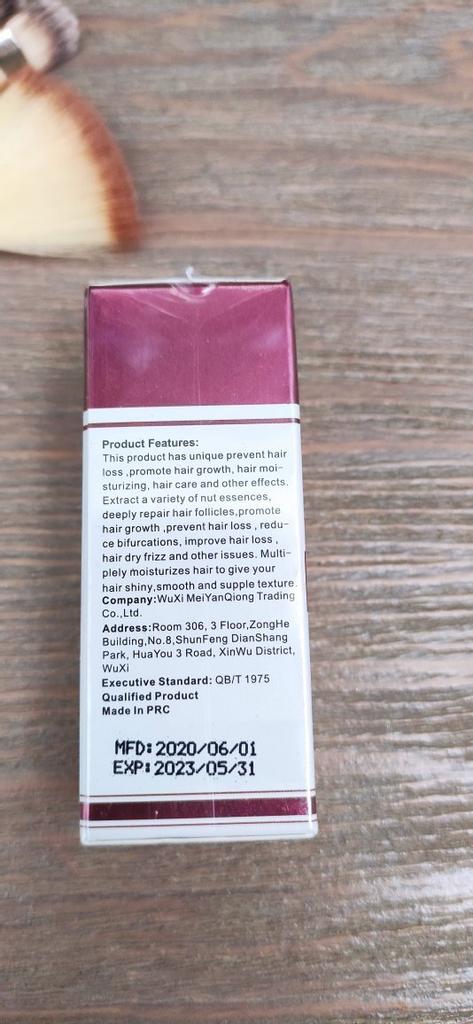 Product Features:
This product has unique prevent hair
loss ,promote hair growth, hair moi-
sturizing, hair care and other effects.
Extract a variety of nut essences,
deeply repair hair follicles,promote
hair growth ,prevent hair loss , redu-
ce bifurcations, improve hair loss ,
hair dry frizz and other issues. Multi-
plely moisturizes hair to give your
hair shiny,smooth and supple texture.
Company:WuXi MeiYanQiong Trading
Co.,Ltd.
Address:Room 306, 3 Floor,ZongHe
Building,No.8,ShunFeng DianShang
Park, HuaYou 3 Road, XinWu District,
WuXi
Executive Standard: QB/T 1975
Qualified Product
Made In PRC
MFD:2020/06/01
EXP:2023/05/31